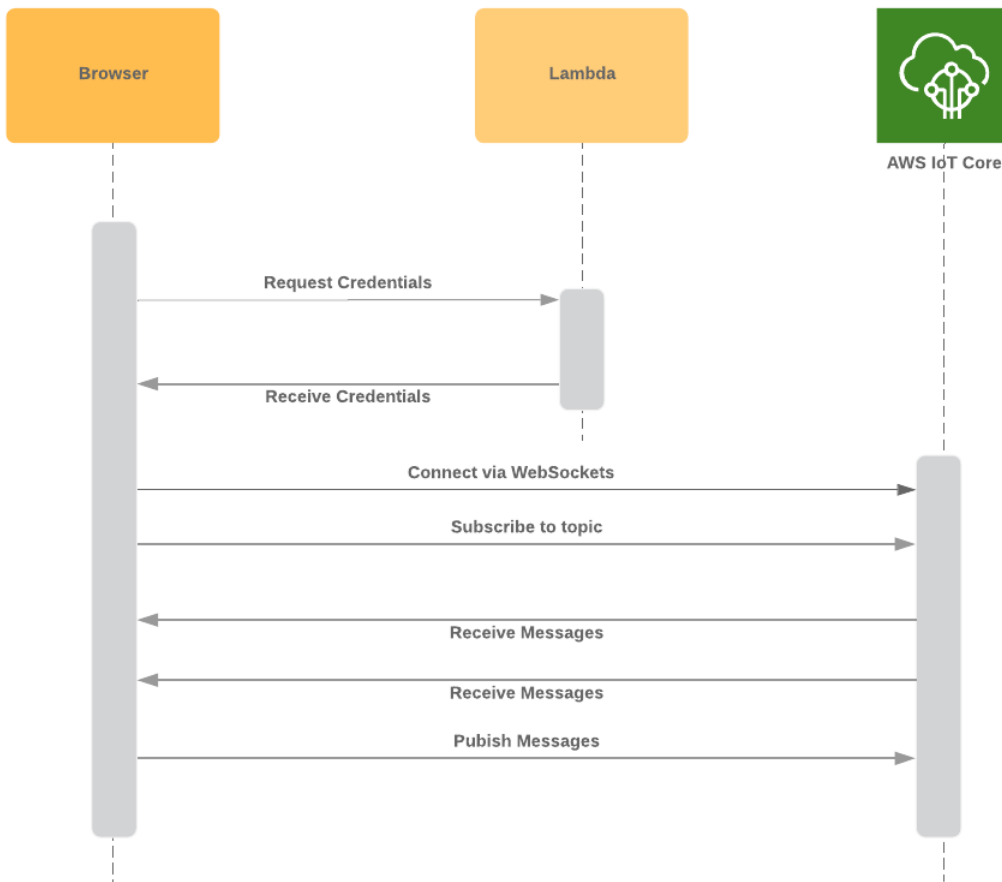 Browser
Lambda
AWS IoT Core
Request Credentials
Receive Credentials
Connect via WebSockets
Subscribe to topic
Receive Messages
Receive Messages
Pubish Messages